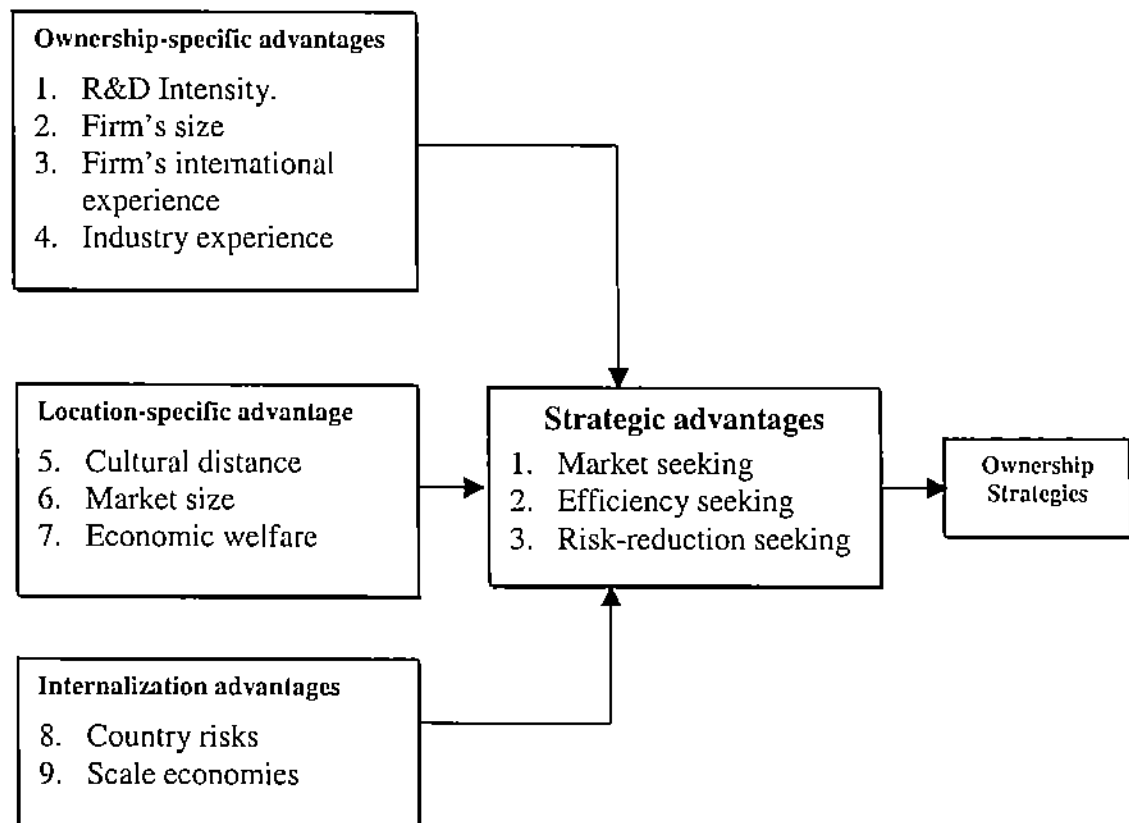 Ownership-specific advantages
1. R&D Intensity.
2. Firm's size
3. Firm's international
experience
4. Industry experience
Location-specific advantage
5. Cultural distance
6. Market size
7. Economic welfare
Strategic advantages
1. Market seeking
2. Efficiency seeking
3. Risk-reduction seeking
Ownership
Strategies
Internalization advantages
8. Country risks
9. Scale economies